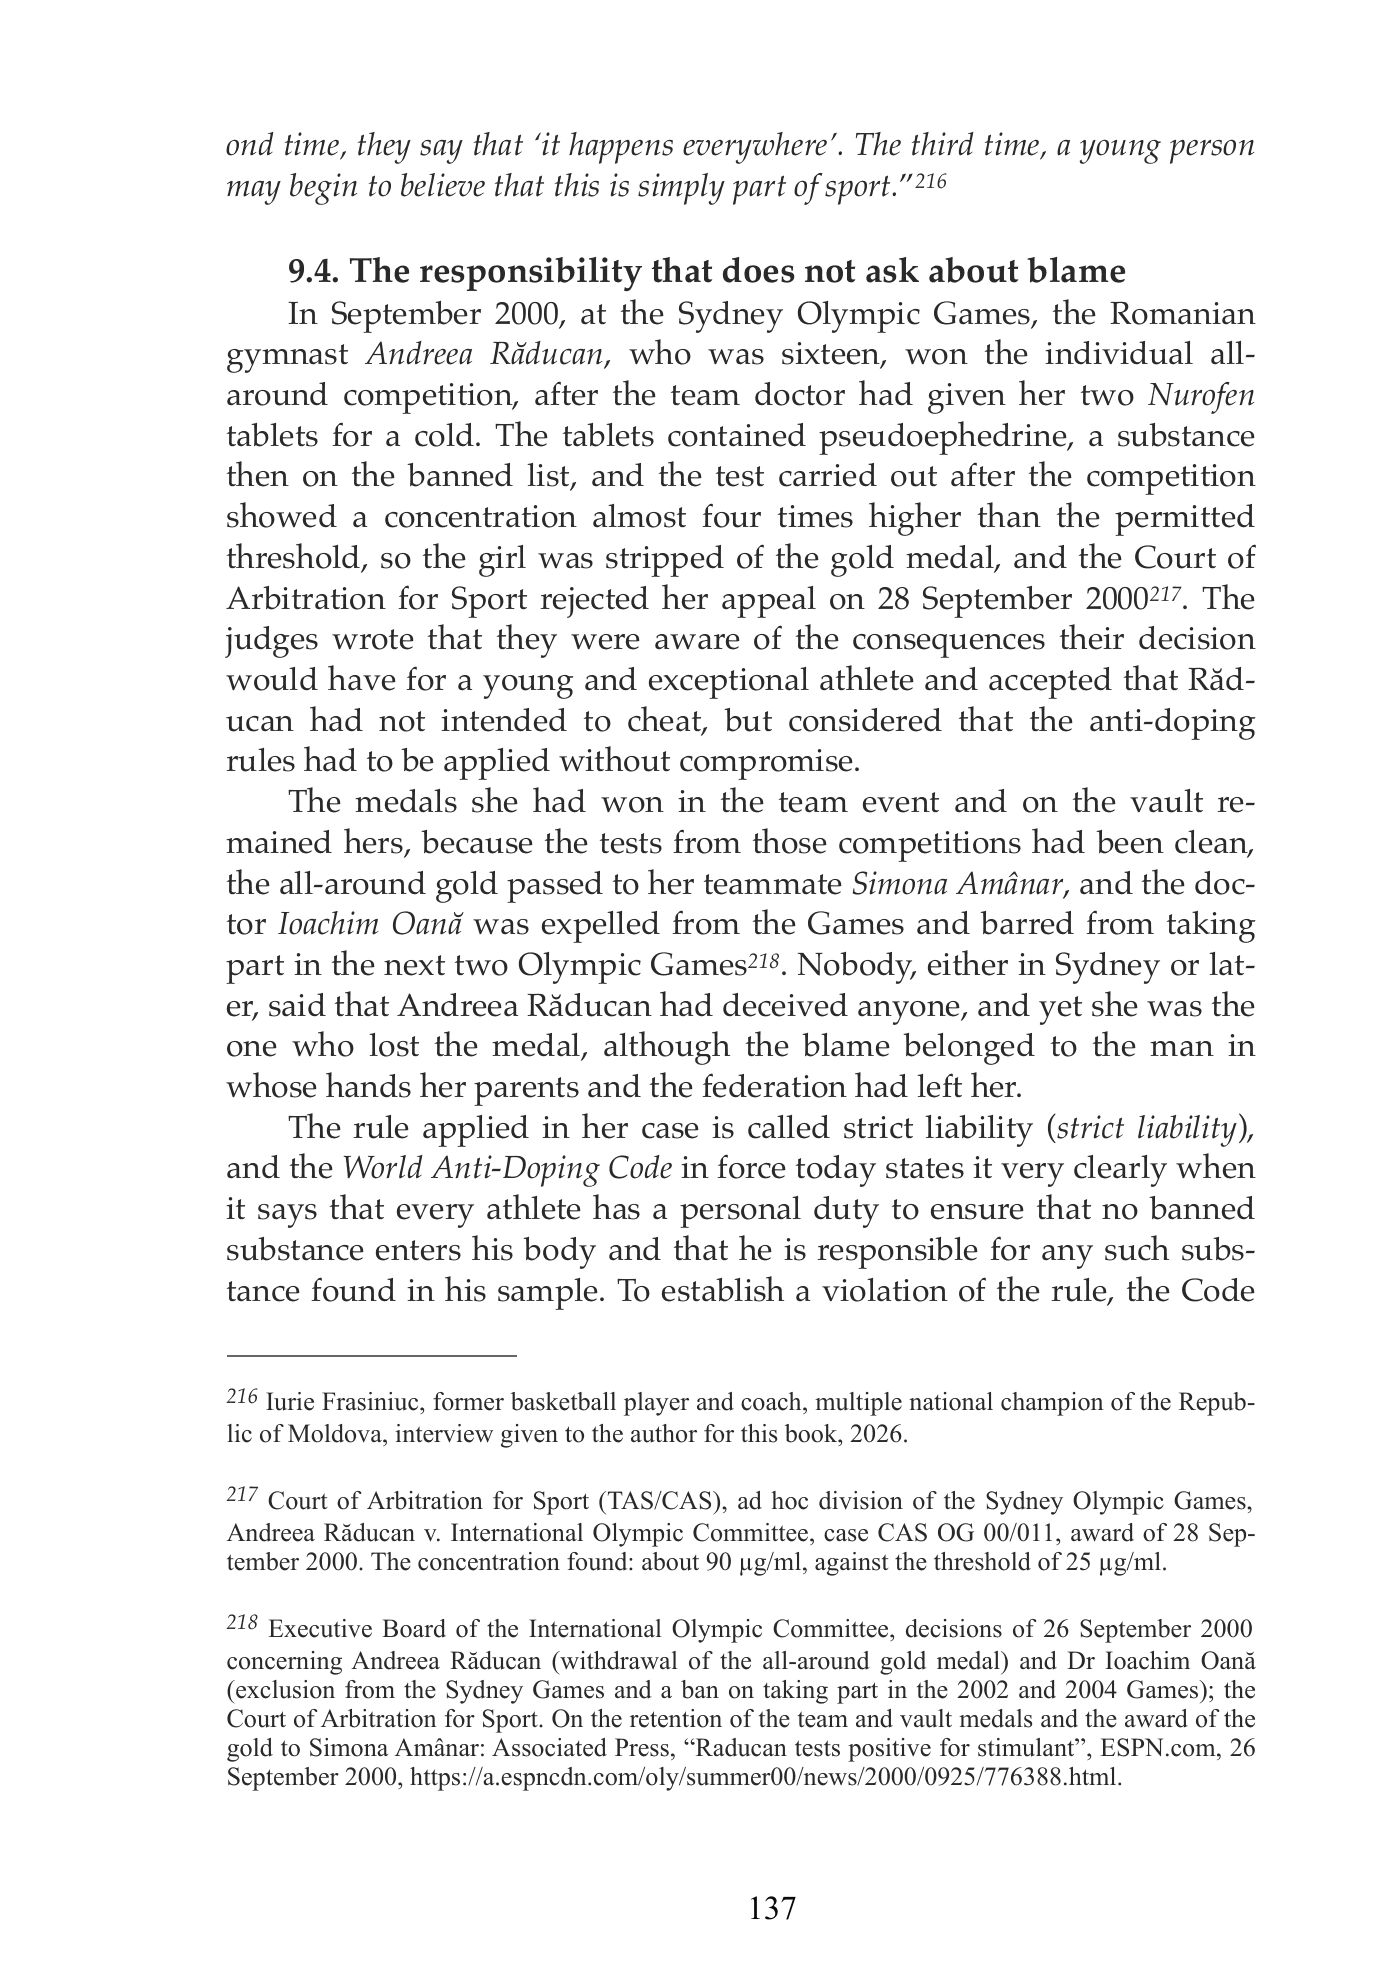 ond time, they say that ‘it happens everywhere’. The third time, a young person
may begin to believe that this is simply part of sport.”216
9.4. The responsibility that does not ask about blame
In September 2000, at the Sydney Olympic Games, the Romanian
gymnast Andreea Răducan, who was sixteen, won the individual all-
around competition, after the team doctor had given her two Nurofen
tablets for a cold. The tablets contained pseudoephedrine, a substance
then on the banned list, and the test carried out after the competition
showed a concentration almost four times higher than the permitted
threshold, so the girl was stripped of the gold medal, and the Court of
Arbitration for Sport rejected her appeal on 28 September 2000217. The
judges wrote that they were aware of the consequences their decision
would have for a young and exceptional athlete and accepted that Răd-
ucan had not intended to cheat, but considered that the anti-doping
rules had to be applied without compromise.
The medals she had won in the team event and on the vault re-
mained hers, because the tests from those competitions had been clean,
the all-around gold passed to her teammate Simona Amânar, and the doc-
tor Ioachim Oană was expelled from the Games and barred from taking
part in the next two Olympic Games218. Nobody, either in Sydney or lat-
er, said that Andreea Răducan had deceived anyone, and yet she was the
one who lost the medal, although the blame belonged to the man in
whose hands her parents and the federation had left her.
The rule applied in her case is called strict liability (strict liability),
and the World Anti-Doping Code in force today states it very clearly when
it says that every athlete has a personal duty to ensure that no banned
substance enters his body and that he is responsible for any such subs-
tance found in his sample. To establish a violation of the rule, the Code
216 Iurie Frasiniuc, former basketball player and coach, multiple national champion of the Repub-
lic of Moldova, interview given to the author for this book, 2026.
217 Court of Arbitration for Sport (TAS/CAS), ad hoc division of the Sydney Olympic Games,
Andreea Răducan v. International Olympic Committee, case CAS OG 00/011, award of 28 Sep-
tember 2000. The concentration found: about 90 µg/ml, against the threshold of 25 µg/ml.
218 Executive Board of the International Olympic Committee, decisions of 26 September 2000
concerning Andreea Răducan (withdrawal of the all-around gold medal) and Dr Ioachim Oană
(exclusion from the Sydney Games and a ban on taking part in the 2002 and 2004 Games); the
Court of Arbitration for Sport. On the retention of the team and vault medals and the award of the
gold to Simona Amânar: Associated Press, “Raducan tests positive for stimulant”, ESPN.com, 26
September 2000, https://a.espncdn.com/oly/summer00/news/2000/0925/776388.html.
137